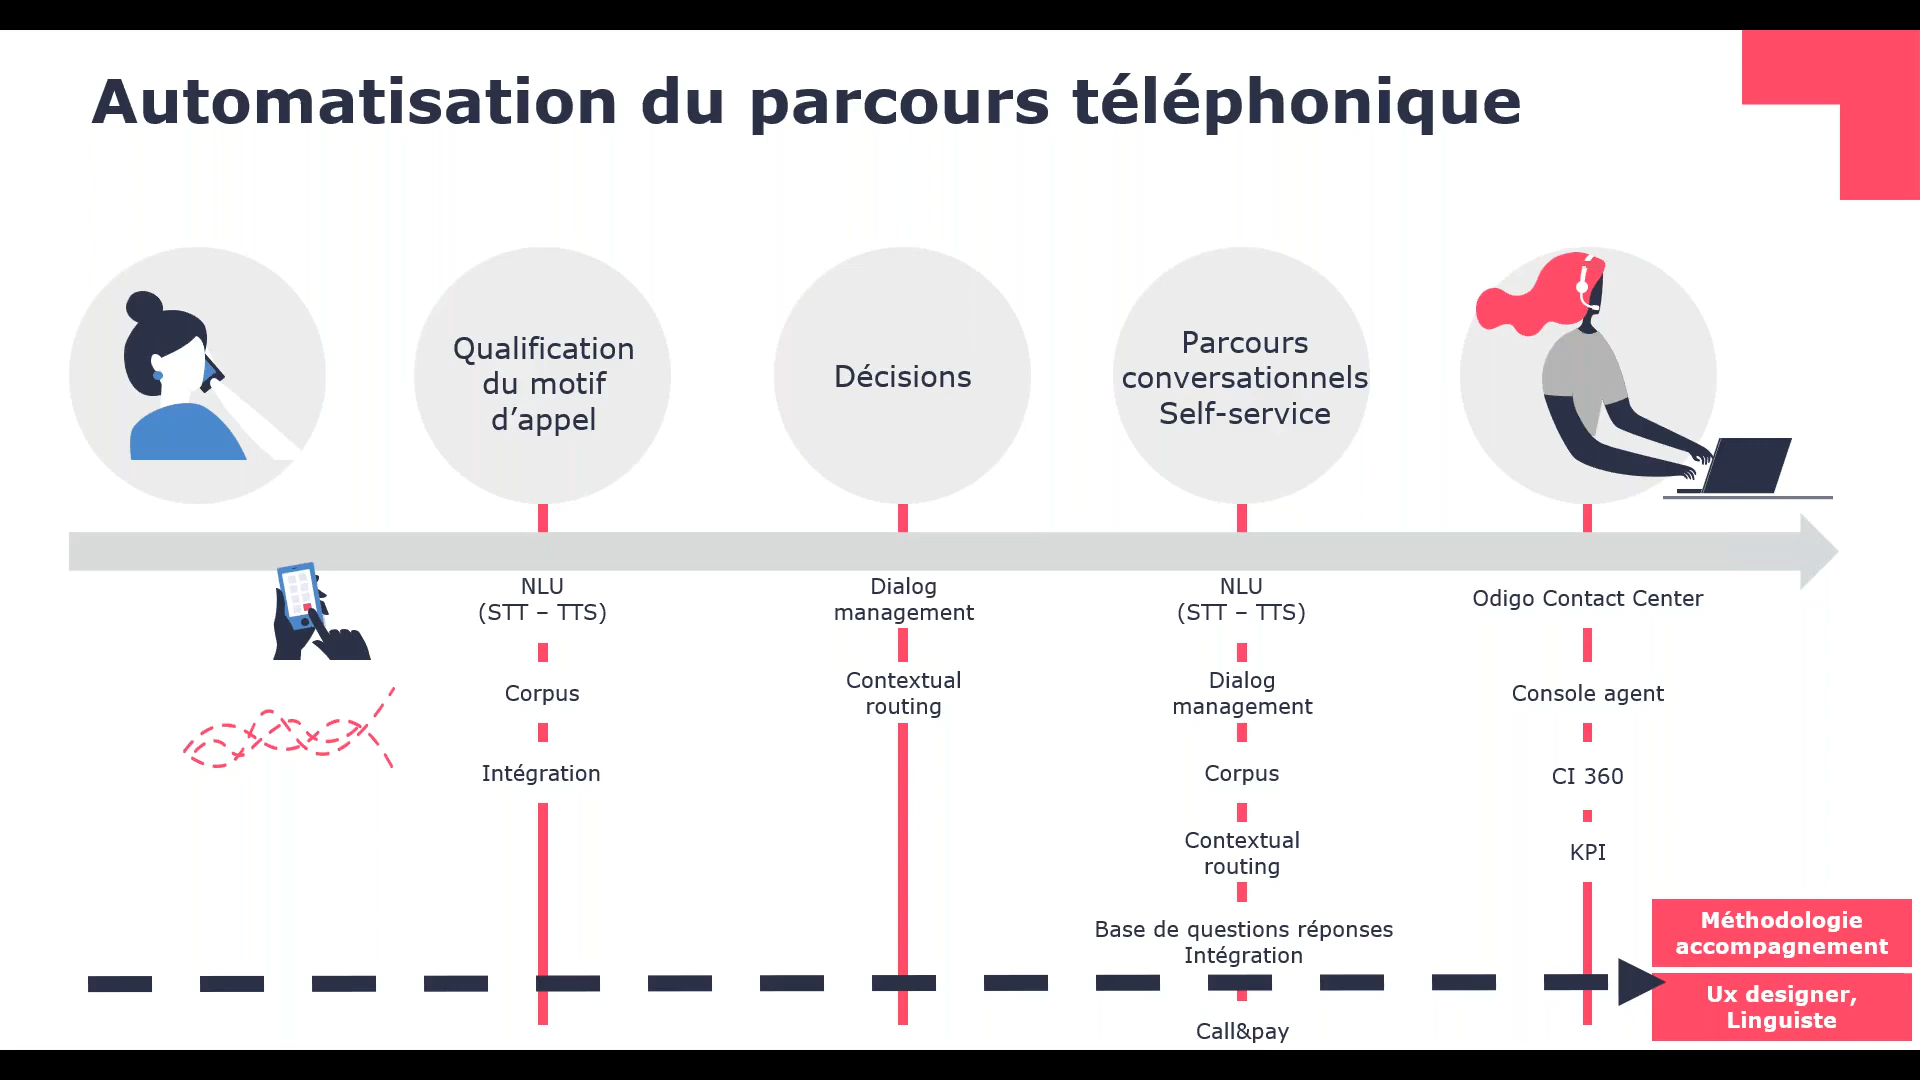 Automatisation du parcours téléphonique
Qualification
du motif
d’appel
Décisions
Parcours
conversationnels
Self-service
NLU
(STT – TTS)
Corpus
Intégration
Dialog
management
Contextual
routing
NLU
(STT – TTS)
Dialog
management
Corpus
Contextual
routing
Base de questions réponses
Intégration
Call&pay
Odigo Contact Center
Console agent
CI 360
KPI
Méthodologie
accompagnement
Ux designer,
Linguiste